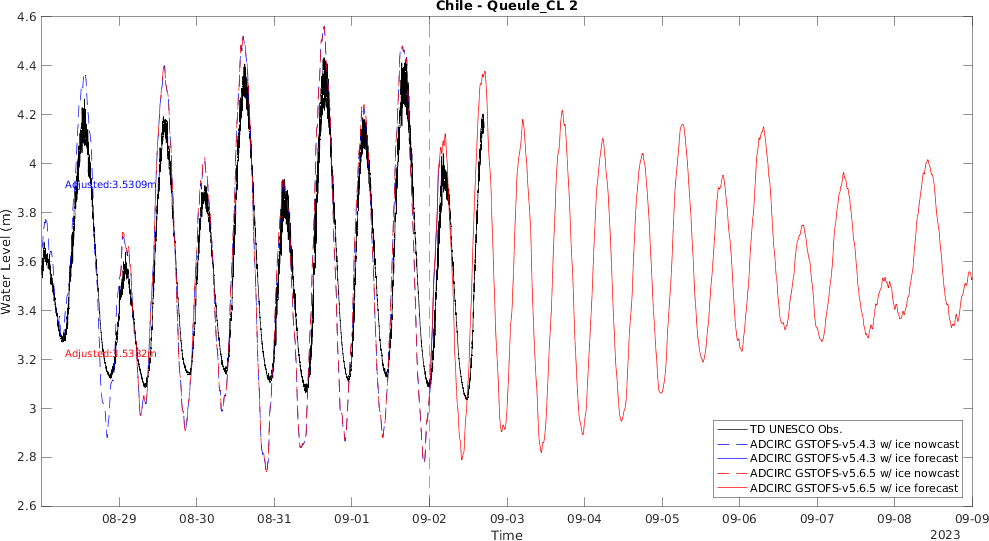 Chile - Queule_CL 2
4.6
4.4
4.2
4
3.8
3.6
3.4
3.2
3
2.8
2.6
Water Level (m)
Adjusted:3.5309m
Adjusted:3.5382m
TD UNESCO Obs.
ADCIRC GSTOFS-v5.4.3 w/ ice nowcast
ADCIRC GSTOFS-v5.4.3 w/ ice forecast
ADCIRC GSTOFS-v5.6.5 w/ ice nowcast
ADCIRC GSTOFS-v5.6.5 w/ ice forecast
08-29 08-30 08-31 09-01 09-02 09-03 09-04 09-05 09-06 09-07 09-08 09-09
Time
2023